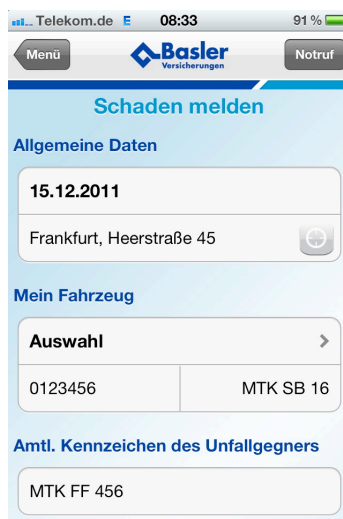 Telekom.de E 08:33 91 %
Menü Basler Versicherungen Notruf
Schaden melden
Allgemeine Daten
15.12.2011
Frankfurt, Heerstraße 45
Mein Fahrzeug
Auswahl
0123456 MTK SB 16
Amtl. Kennzeichen des Unfallgegners
MTK FF 456